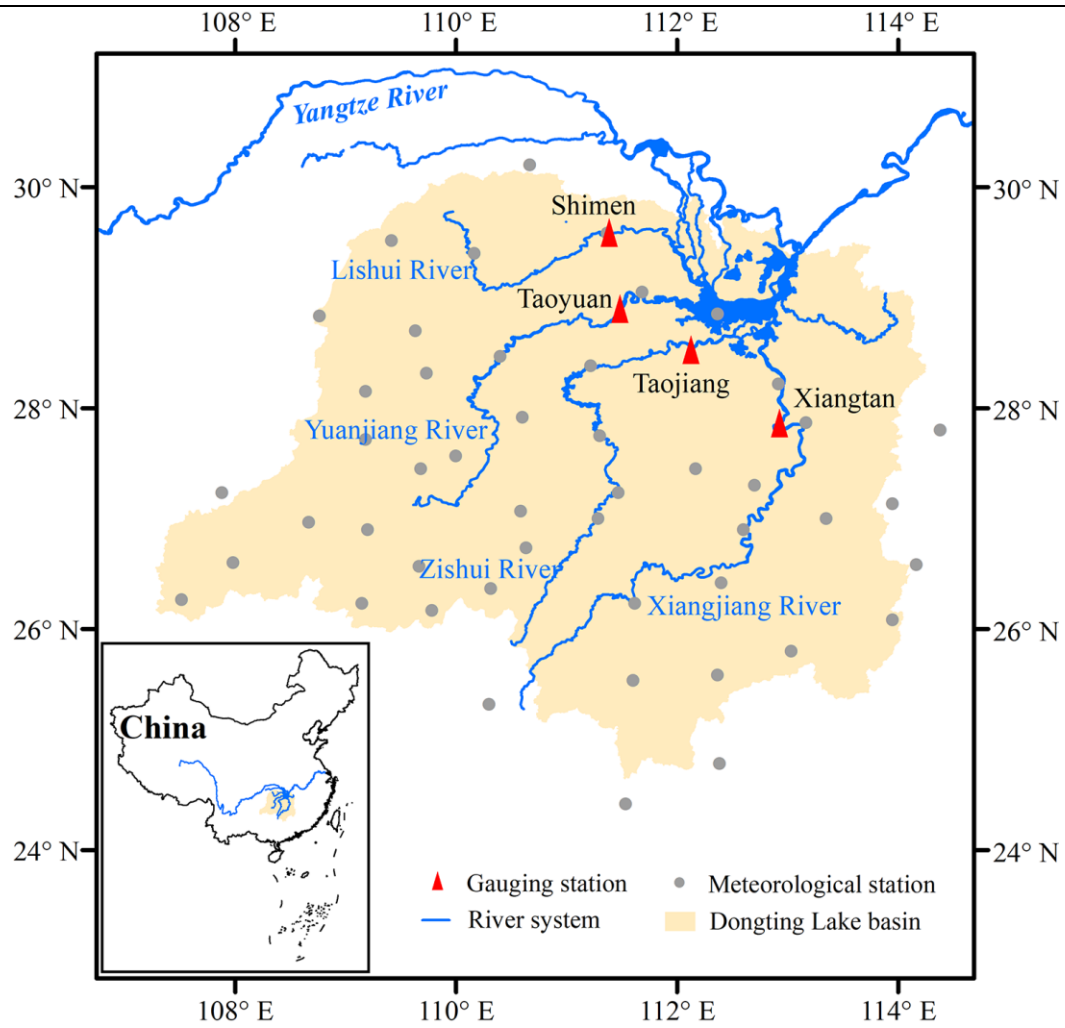 108° E 110° E 112° E 114° E
Yangtze River
30° N 30° N
Shimen
Lishui River
Taoyuan
Taojiang
Xiangtan
28° N 28° N
Yuanjiang River
Zishui River
Xiangjiang River
26° N 26° N
China
24° N 24° N
Gauging station
Meteorological station
River system
Dongting Lake basin
108° E 110° E 112° E 114° E